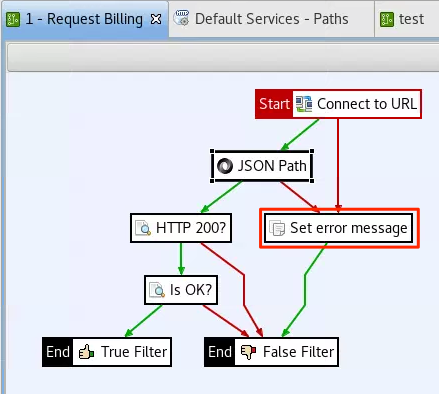 1 - Request Billing
Default Services - Paths
test
Start Connect to URL
JSON Path
HTTP 200?
Set error message
Is OK?
End True Filter
End False Filter